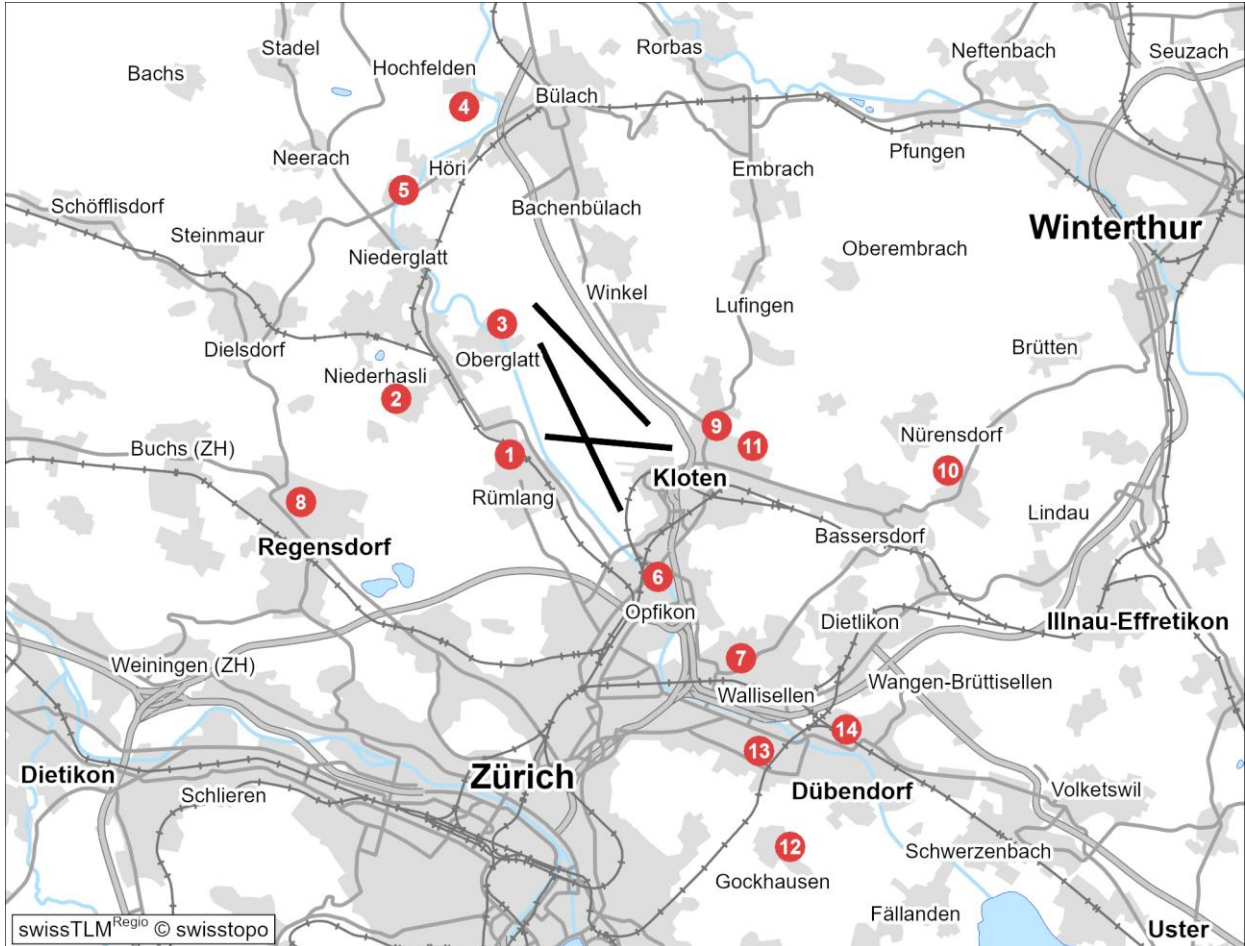 Stadel
Rorbas
Neftenbach
Seuzach
Bachs
Hochfelden
4
Bülach
Neerach
Höri
Embrach
Pfungen
5
Schöfflisdorf
Bachenbülach
Steinmaur
Winterthur
Niederglatt
Oberembrach
Winkel
Lufingen
3
Dielsdorf
Oberglatt
Brütten
Niederhasli
2
9
Nürensdorf
11
Buchs (ZH)
1
10
Kloten
8
Rümlang
Lindau
Regensdorf
Bassersdorf
6
Opfikon
Dietlikon
Illnau-Effretikon
7
Weiningen (ZH)
Wallisellen
Wangen-Brüttisellen
14
13
Dietikon
Zürich
Schlieren
Dübendorf
Volketswil
12
Schwerzenbach
Gockhausen
Fällanden
swissTLMRegio © swisstopo
Uster